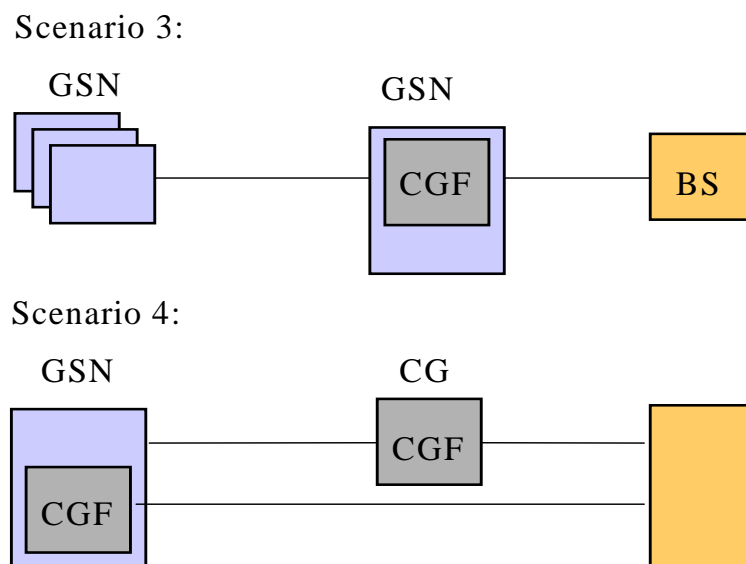 Scenario 3:
GSN
GSN
CGF
BS
Scenario 4:
GSN
CG
CGF
CGF